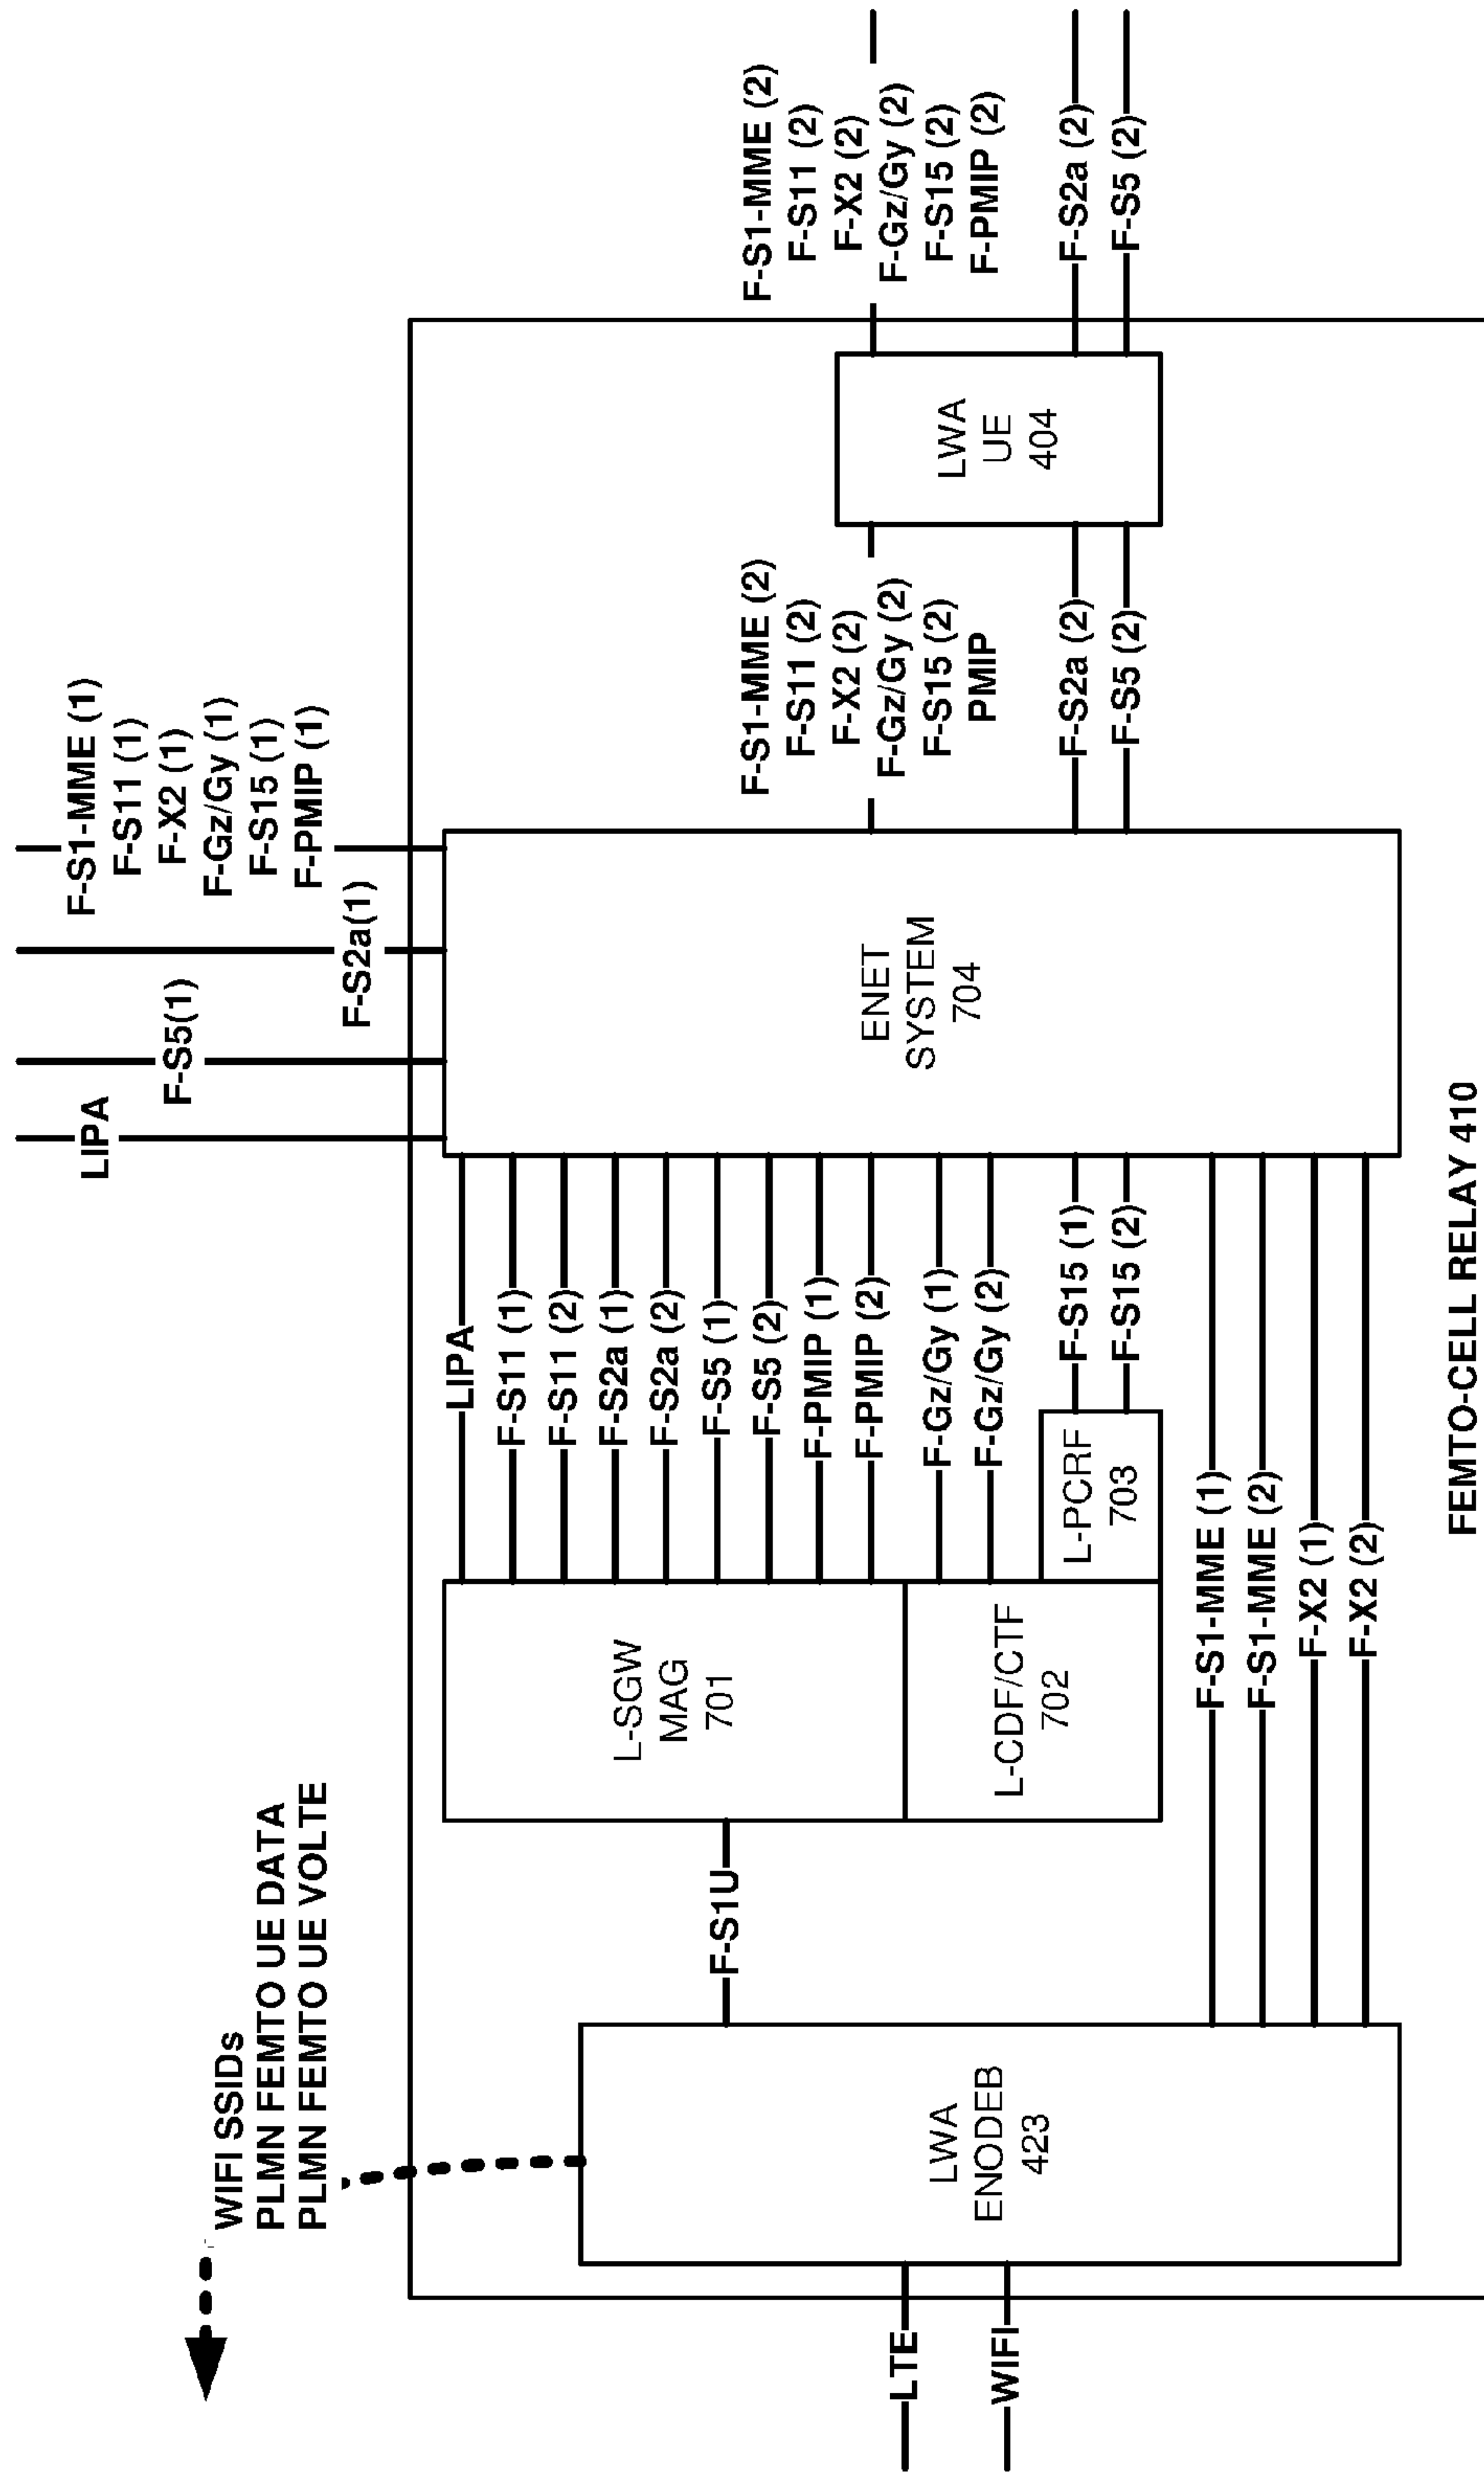 WIFI SSIDs
PLMN FEMTO UE DATA
PLMN FEMTO UE VOLTE
LIPA
F-S5(1)
F-S2a(1)
F-S1-MME (1)
F-S11 (1)
F-X2 (1)
F-Gz/Gy (1)
F-S15 (1)
F-PMIP (1)
LTE
WIFI
LWA
ENODEB
423
F-S1U
L-SGW
MAG
701
L-CDF/CTF
702
L-PCRF
703
LIPA
F-S11 (1)
F-S11 (2)
F-S2a (1)
F-S2a (2)
F-S5 (1)
F-S5 (2)
F-PMIP (1)
F-PMIP (2)
F-Gz/Gy (1)
F-Gz/Gy (2)
F-S15 (1)
F-S15 (2)
F-S1-MME (1)
F-S1-MME (2)
F-X2 (1)
F-X2 (2)
ENET
SYSTEM
704
F-S1-MME (2)
F-S11 (2)
F-X2 (2)
F-Gz/Gy (2)
F-S15 (2)
PMIP
F-S2a (2)
F-S5 (2)
LWA
UE
404
F-S1-MME (2)
F-S11 (2)
F-X2 (2)
F-Gz/Gy (2)
F-S15 (2)
F-PMIP (2)
F-S2a (2)
F-S5 (2)
FEMTO-CELL RELAY 410